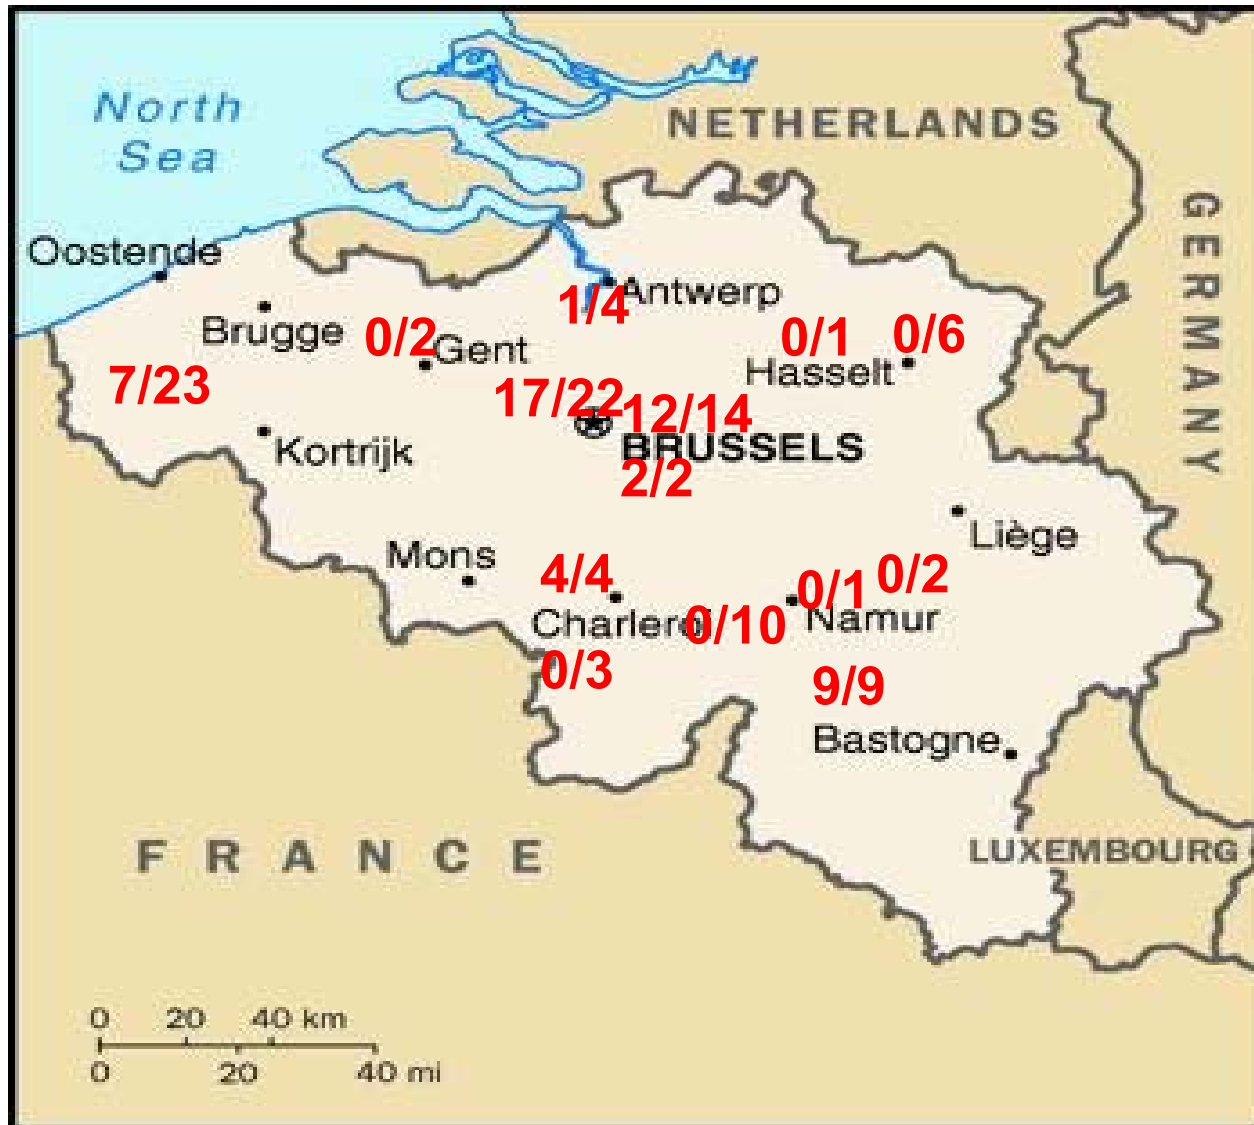 North
Sea
NETHERLANDS
GERMANY
Oostende
Antwerp
1/4
Brugge
0/2
Gent
0/1
0/6
Hasselt
7/23
17/22
12/14
BRUSSELS
Kortrijk
2/2
Liège
Mons
4/4
0/1
0/2
Charleroi
0/10
Namur
0/3
9/9
Bastogne
FRANCE
LUXEMBOURG
0 20 40 km
0 20 40 mi